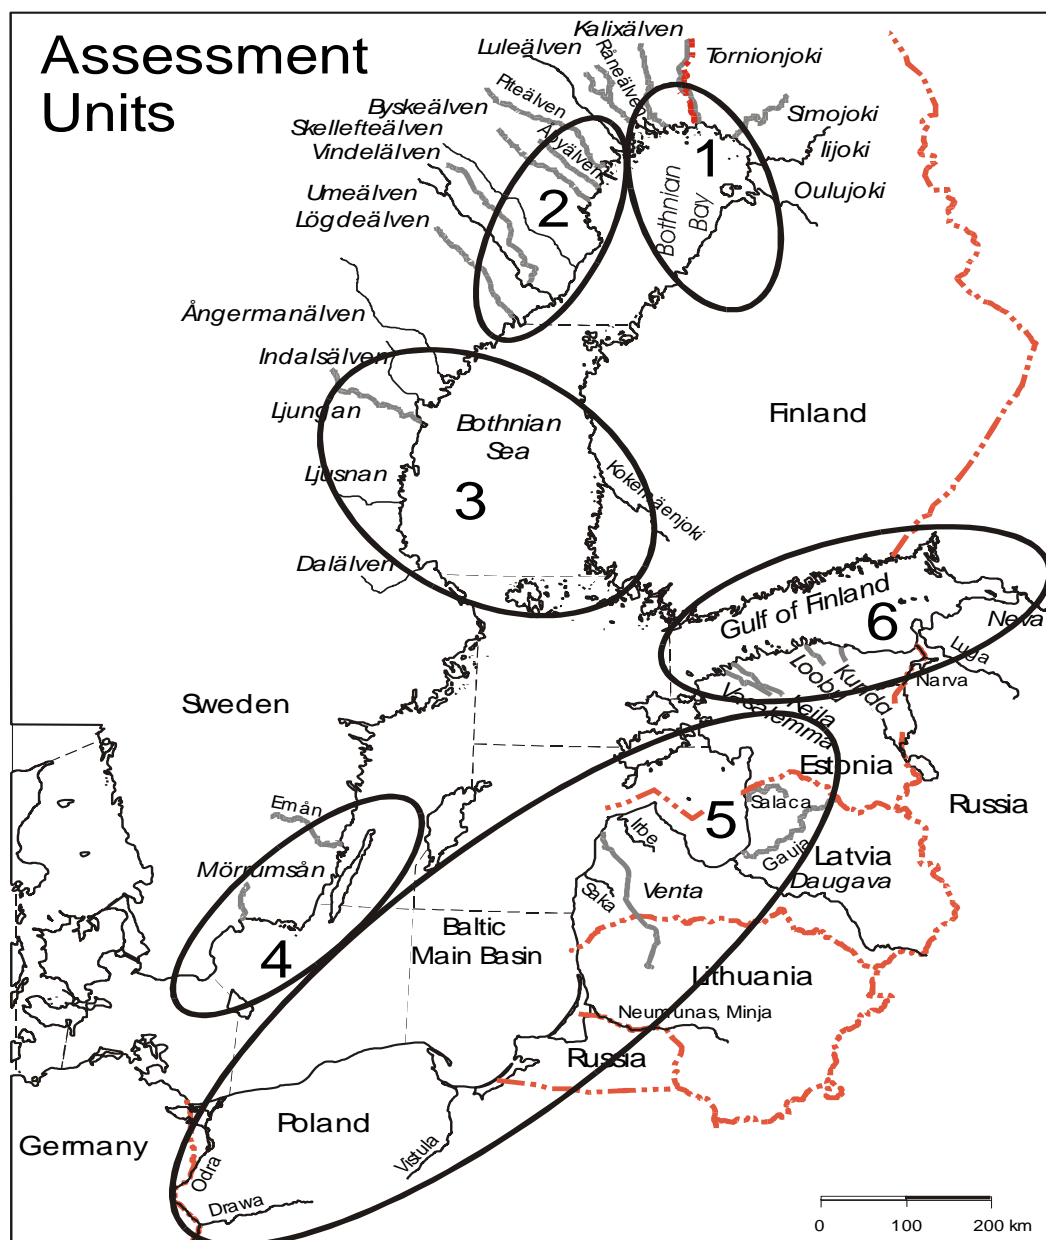 Assessment
Units
Kalixälven
Luleälven
Råneälven
Tornionjoki
Piteälven
Byskeälven
Åbyälven
Simojoki
Skellefteälven
Vindelälven
1
Iijoki
Umeälven
2
Oulujoki
Lögdeälven
Bothnian
Bay
Ångermanälven
Indalsälven
Ljungan
Bothnian
Sea
Finland
Ljusnan
3
Kokemäenjoki
Dalälven
Gulf of Finland
6
Neva
Luga
Narva
Kunda
Loobu
Keila
Vasalemma
Sweden
Estonia
Russia
Emån
5
Salaca
Irbe
Gauja
Latvia
Mörrumsån
Daugava
Saka
Venta
Baltic
Main Basin
4
Lithuania
Neumunas, Minja
Russia
Poland
Germany
Vistula
Odra
Drawa
0 100 200 km